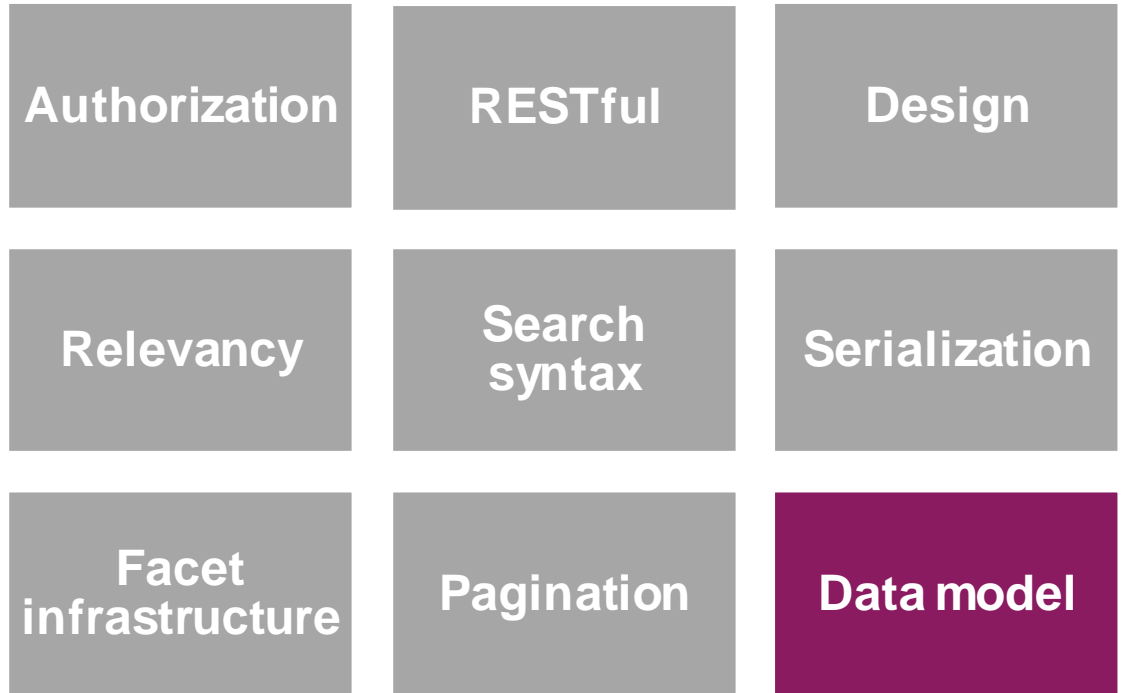 Authorization
RESTful
Design
Relevancy
Search
syntax
Serialization
Facet
infrastructure
Pagination
Data model